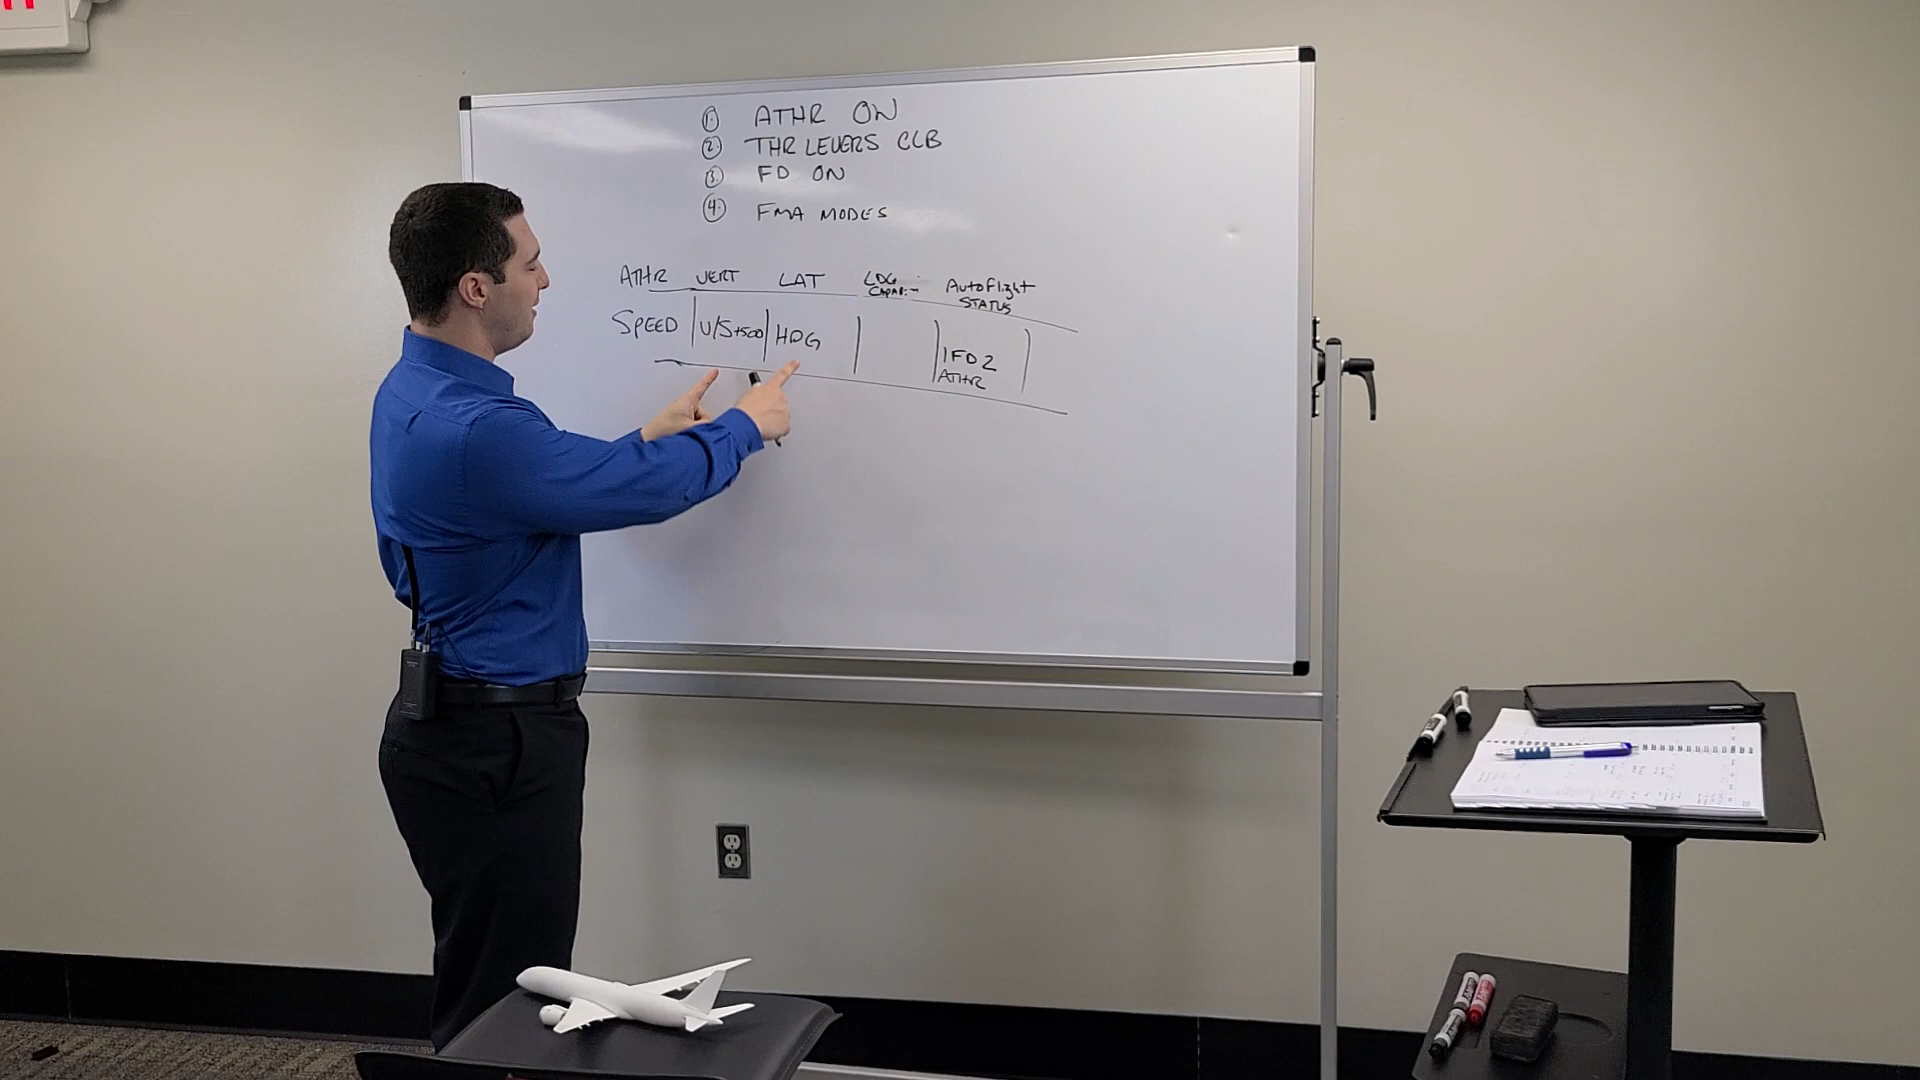 1. ATHR ON
2. THR LEVERS CLB
3. FD ON
4. FMA MODES
ATHR VERT LAT LDG CAPAB. AutoFlight STATUS
SPEED V/S+500 HDG 1FD2
ATHR